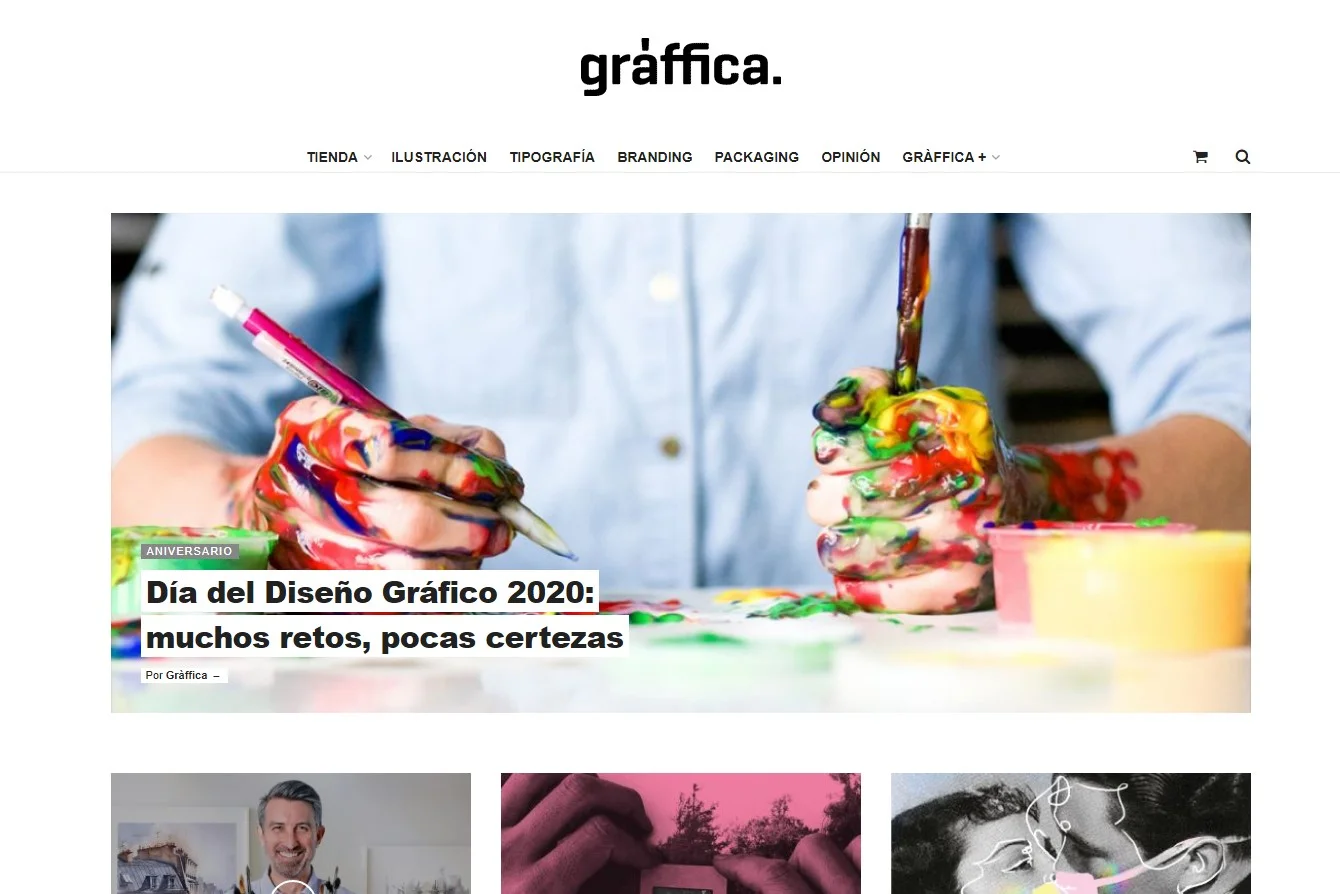 gràffica.
TIENDA ILUSTRACIÓN TIPOGRAFÍA BRANDING PACKAGING OPINIÓN GRÀFFICA +
ANIVERSARIO
Día del Diseño Gráfico 2020:
muchos retos, pocas certezas
Por Gràffica –